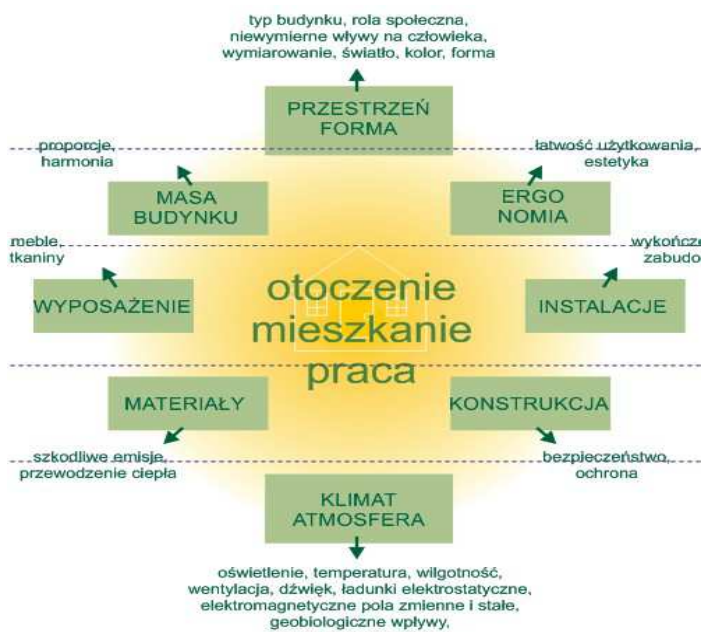 typ budynku, rola społeczna,
niewymierne wływy na człowieka,
wymiarowanie, światło, kolor, forma
PRZESTRZEŃ
FORMA
proporcje,
harmonia
łatwość użytkowania,
estetyka
MASA
BUDYNKU
ERGO
NOMIA
meble,
tkaniny
wykończe
zabudo
WYPOSAŻENIE
otoczenie
mieszkanie
praca
INSTALACJE
MATERIAŁY
KONSTRUKCJA
szkodliwe emisje,
przewodzenie ciepła
bezpieczeństwo,
ochrona
KLIMAT
ATMOSFERA
oświetlenie, temperatura, wilgotność,
wentylacja, dźwięk, ładunki elektrostatyczne,
elektromagnetyczne pola zmienne i stałe,
geobiologiczne wpływy,